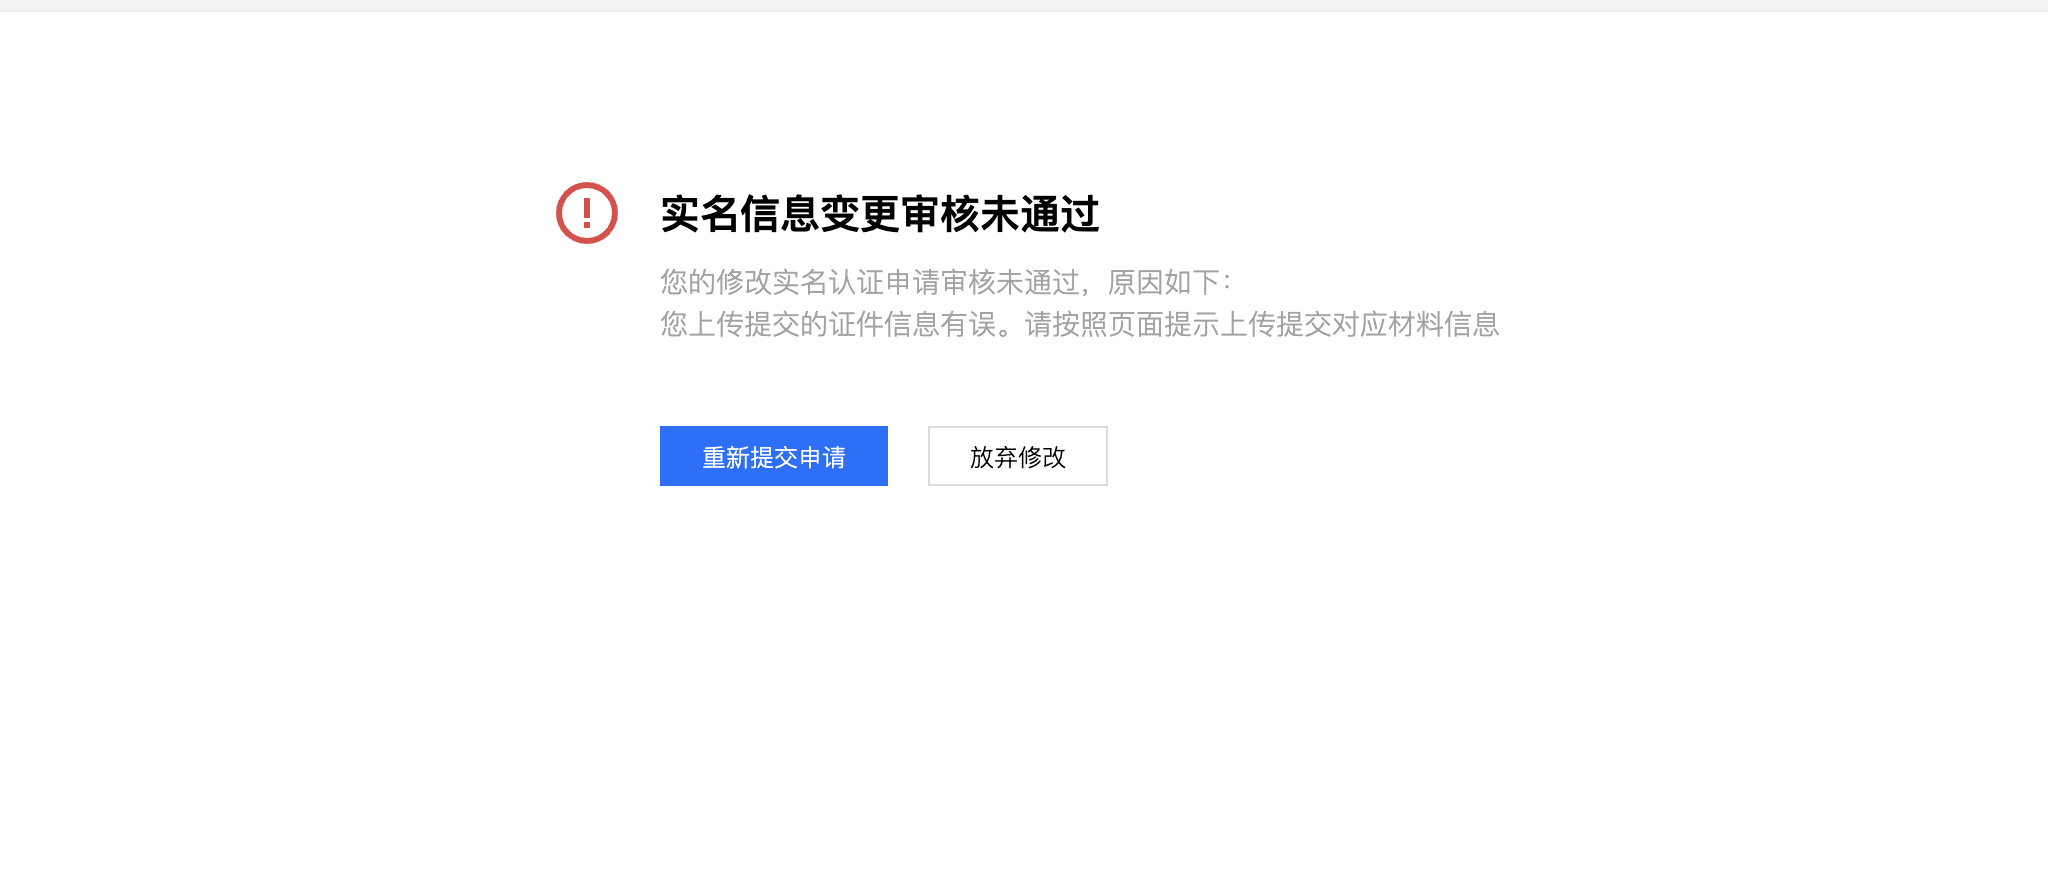 实名信息变更审核未通过
您的修改实名认证申请审核未通过，原因如下：
您上传提交的证件信息有误。请按照页面提示上传提交对应材料信息
重新提交申请
放弃修改